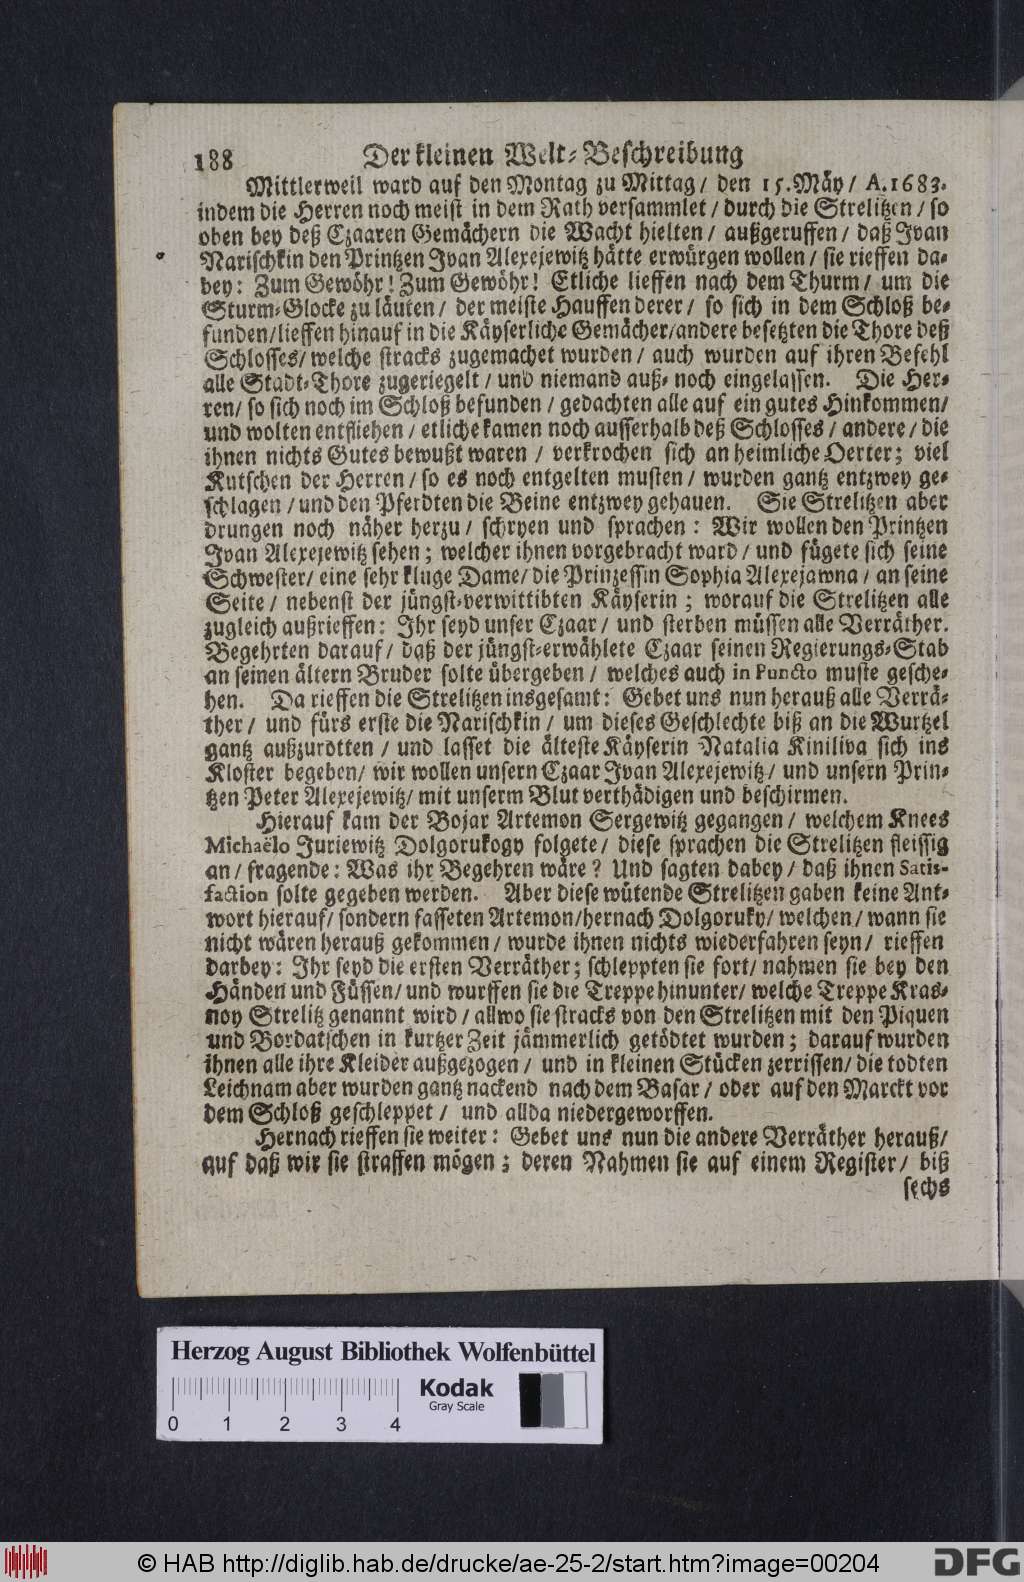 188 Der kleinen Welt-Beschreibung
Mittlerweil ward auf den Montag zu Mittag/ den 15. Mäy/ A. 1683.
indem die Herren noch meist in dem Rath versammlet/ durch die Strelitzen/ so
oben bey deß Czaaren Gemächern die Wacht hielten/ außgeruffen/ daß Jvan
Narischkin den Printzen Jvan Alexejewitz hätte erwürgen wollen/ sie rieffen da-
bey: Zum Gewöhr! Zum Gewöhr! Etliche lieffen nach dem Thurm/ um die
Sturm-Glocke zu läuten/ der meiste Hauffen derer/ so sich in dem Schloß be-
funden/ lieffen hinauf in die Käyserliche Gemächer/ andere besetzten die Thore deß
Schlosses/ welche stracks zugemachet wurden/ auch wurden auf ihren Befehl
alle Stadt-Thore zugeriegelt/ und niemand auß- noch eingelassen. Die Her-
ren/ so sich noch im Schloß befunden/ gedachten alle auf ein gutes Hinkommen/
und wolten entfliehen/ etliche kamen noch ausserhalb deß Schlosses/ andere/ die
ihnen nichts Gutes bewußt waren/ verkrochen sich an heimliche Oerter; viel
Kutschen der Herren/ so es noch entgelten musten/ wurden gantz entzwey ge-
schlagen/ und den Pferdten die Beine entzwey gehauen. Sie Strelitzen aber
drungen noch näher herzu/ schryen und sprachen: Wir wollen den Printzen
Jvan Alexejewitz sehen; welcher ihnen vorgebracht ward/ und fügete sich seine
Schwester/ eine sehr kluge Dame/ die Prinzessin Sophia Alexejawna/ an seine
Seite/ nebenst der jüngst-verwittibten Käyserin; worauf die Strelitzen alle
zugleich außrieffen: Ihr seyd unser Czaar/ und sterben müssen alle Verräther.
Begehrten darauf/ daß der jüngst-erwählete Czaar seinen Regierungs-Stab
an seinen ältern Bruder solte übergeben/ welches auch in Puncto muste gesche-
hen. Da rieffen die Strelitzen insgesamt: Gebet uns nun herauß alle Verrä-
ther/ und fürs erste die Narischkin/ um dieses Geschlechte biß an die Wurtzel
gantz außzurotten/ und lasset die älteste Käyserin Natalia Kiniliva sich ins
Kloster begeben/ wir wollen unsern Czaar Jvan Alexejewitz/ und unsern Prin-
tzen Peter Alexejewitz/ mit unserm Blut verthädigen und beschirmen.
Hierauf kam der Bojar Artemon Sergewitz gegangen/ welchem Knees
Michaëlo Juriewitz Dolgorukogy folgete/ diese sprachen die Strelitzen fleissig
an/ fragende: Was ihr Begehren wäre? Und sagten dabey/ daß ihnen Satis-
faction solte gegeben werden. Aber diese wütende Strelitzen gaben keine Ant-
wort hierauf/ sondern fasseten Artemon/ hernach Dolgoruky/ welchen/ wann sie
nicht wären herauß gekommen/ wurde ihnen nichts wiederfahren seyn/ rieffen
darbey: Ihr seyd die ersten Verräther; schleppten sie fort/ nahmen sie bey den
Händen und Füssen/ und wurffen sie die Treppe hinunter/ welche Treppe Kras-
noy Strelitz genannt wird/ allwo sie stracks von den Strelitzen mit den Piquen
und Bordatschen in kurtzer Zeit jämmerlich getödtet wurden; darauf wurden
ihnen alle ihre Kleider außgezogen/ und in kleinen Stücken zerrissen/ die todten
Leichnam aber wurden gantz nackend nach dem Basar/ oder auf den Marckt vor
dem Schloß geschleppet/ und allda niedergeworffen.
Hernach rieffen sie weiter: Gebet uns nun die andere Verräther herauß/
auf daß wir sie straffen mögen; deren Nahmen sie auf einem Register/ biß
sechs
Herzog August Bibliothek Wolfenbüttel
Kodak
Gray Scale
0 1 2 3 4
© HAB http://diglib.hab.de/drucke/ae-25-2/start.htm?image=00204
DFG